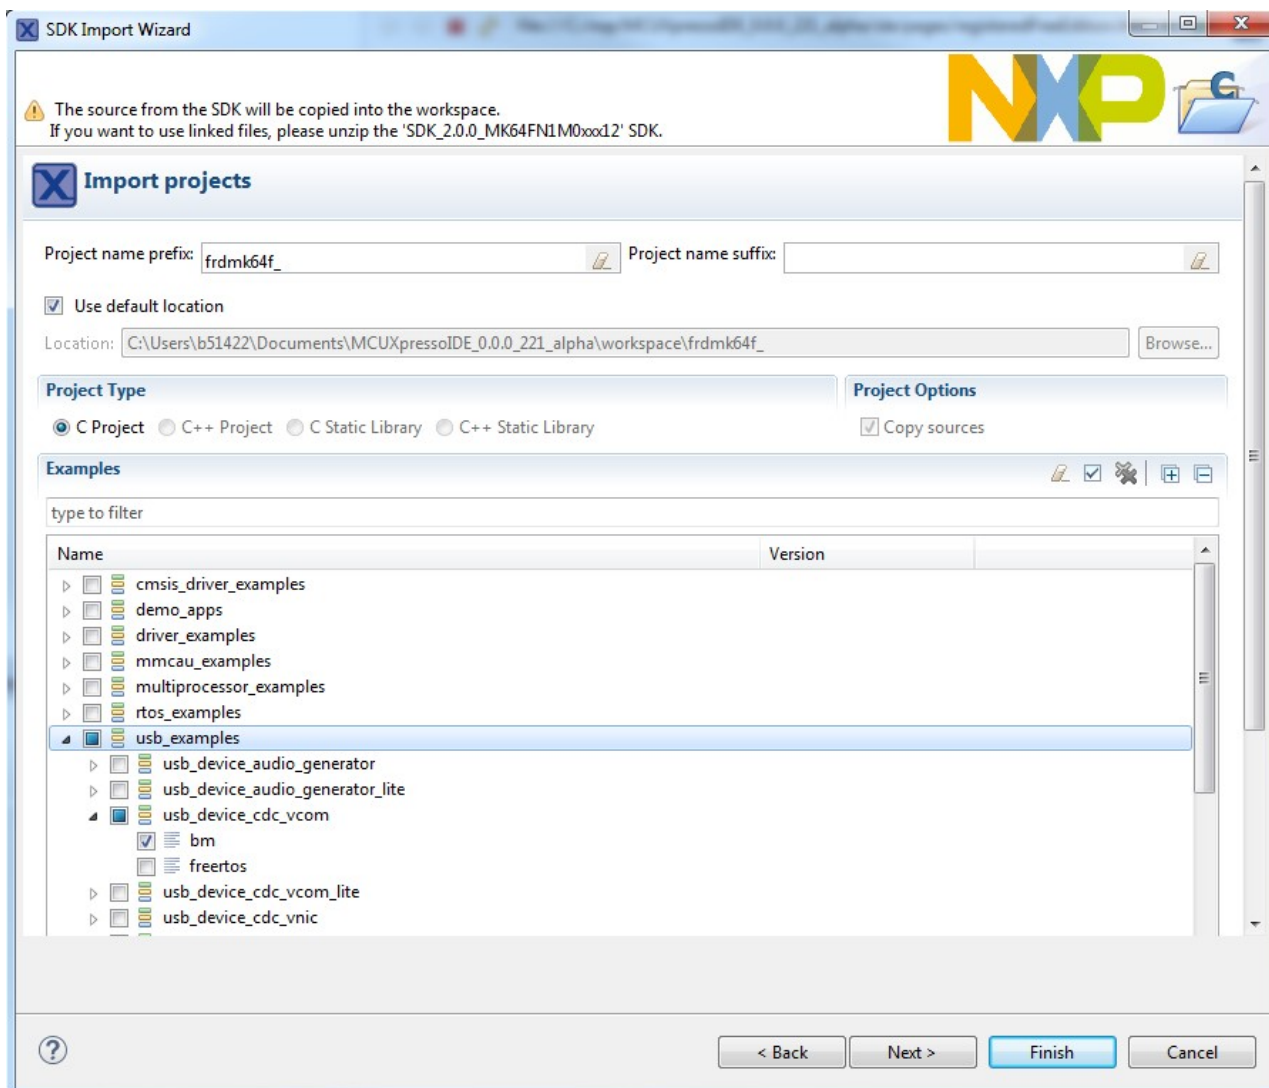 SDK Import Wizard
The source from the SDK will be copied into the workspace.
If you want to use linked files, please unzip the 'SDK_2.0.0_MK64FN1M0xxx12' SDK.
NXP
C
X Import projects
Project name prefix: frdmk64f_ Project name suffix:
Use default location
Location: C:\Users\b51422\Documents\MCUXpressoIDE_0.0.0_221_alpha\workspace\frdmk64f_ Browse...
Project Type Project Options
C Project C++ Project C Static Library C++ Static Library Copy sources
Examples
type to filter
Name Version
cmsis_driver_examples
demo_apps
driver_examples
mmcau_examples
multiprocessor_examples
rtos_examples
usb_examples
usb_device_audio_generator
usb_device_audio_generator_lite
usb_device_cdc_vcom
bm
freertos
usb_device_cdc_vcom_lite
usb_device_cdc_vnic
? < Back Next > Finish Cancel